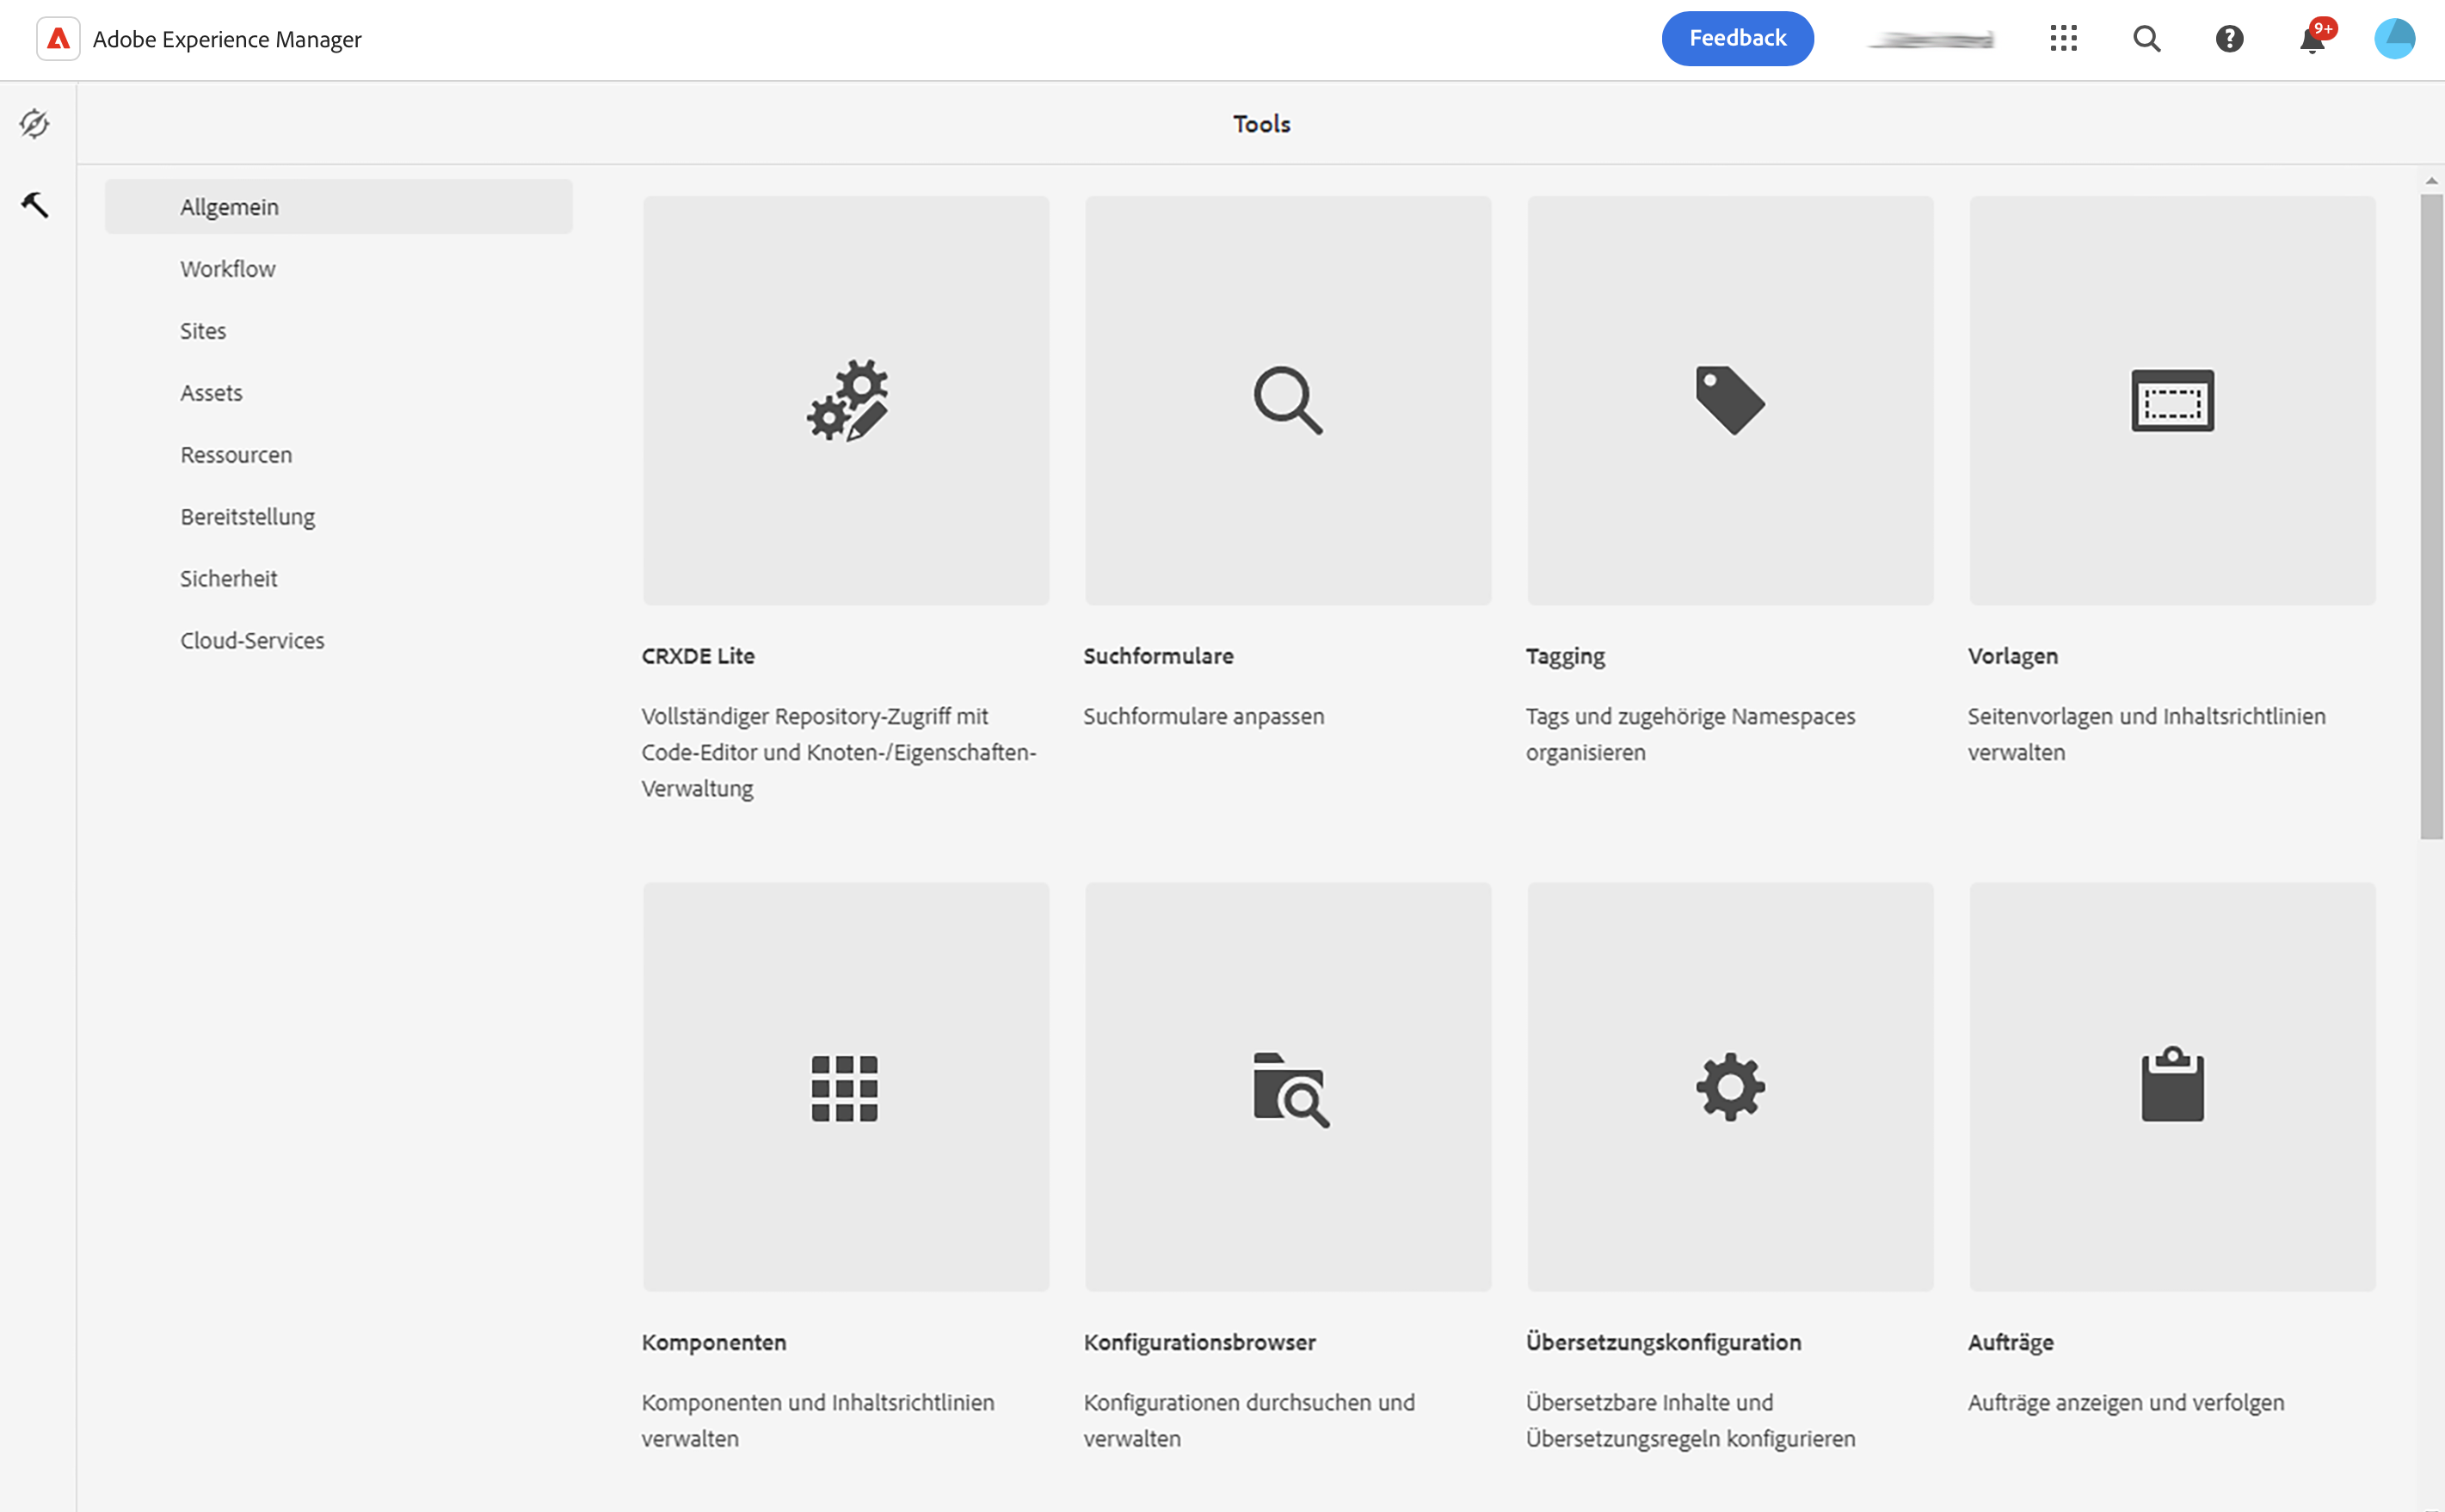 Adobe Experience Manager
Feedback
9+
Tools
Allgemein
Workflow
Sites
Assets
Ressourcen
Bereitstellung
Sicherheit
Cloud-Services
CRXDE Lite
Vollständiger Repository-Zugriff mit
Code-Editor und Knoten-/Eigenschaften-
Verwaltung
Suchformulare
Suchformulare anpassen
Tagging
Tags und zugehörige Namespaces
organisieren
Vorlagen
Seitenvorlagen und Inhaltsrichtlinien
verwalten
Komponenten
Komponenten und Inhaltsrichtlinien
verwalten
Konfigurationsbrowser
Konfigurationen durchsuchen und
verwalten
Übersetzungskonfiguration
Übersetzbare Inhalte und
Übersetzungsregeln konfigurieren
Aufträge
Aufträge anzeigen und verfolgen